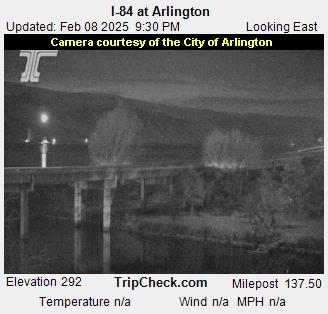 I-84 at Arlington
Updated: Feb 08 2025 9:30 PM Looking East
Camera courtesy of the City of Arlington
Elevation 292 TripCheck.com Milepost 137.50
Temperature n/a Wind n/a MPH n/a